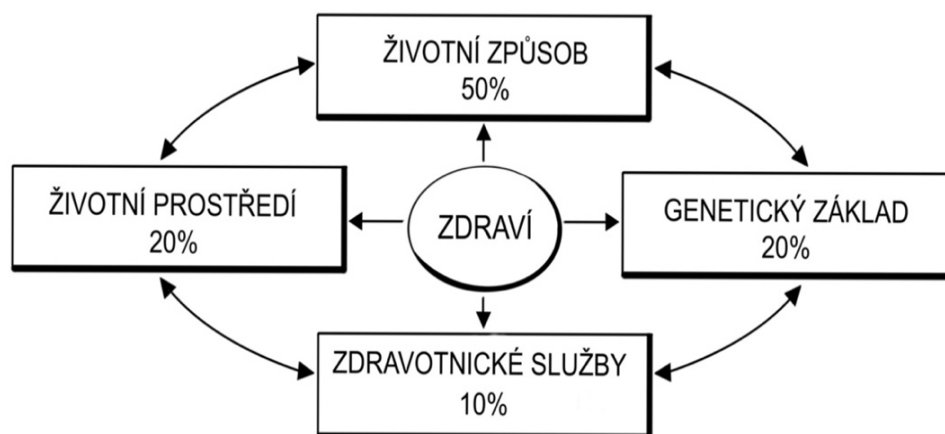 ŽIVOTNÍ ZPŮSOB
50%
ŽIVOTNÍ PROSTŘEDÍ
20%
ZDRAVÍ
GENETICKÝ ZÁKLAD
20%
ZDRAVOTNICKÉ SLUŽBY
10%